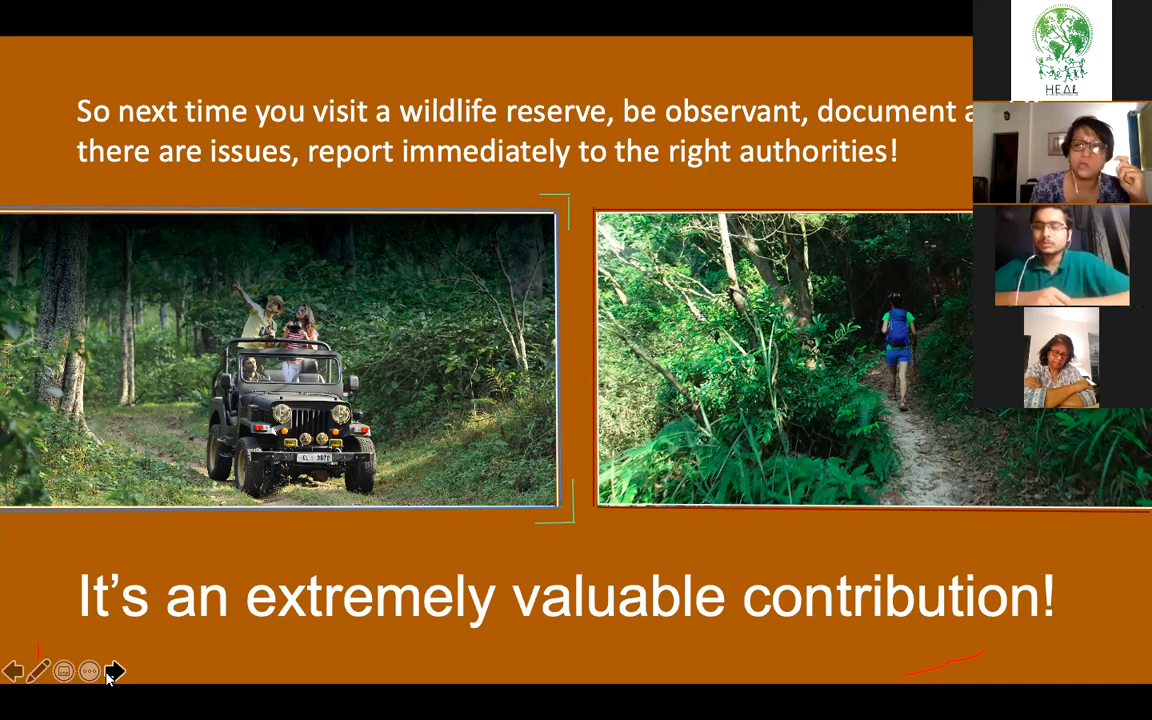 So next time you visit a wildlife reserve, be observant, document
there are issues, report immediately to the right authorities!
HEAL
It's an extremely valuable contribution!